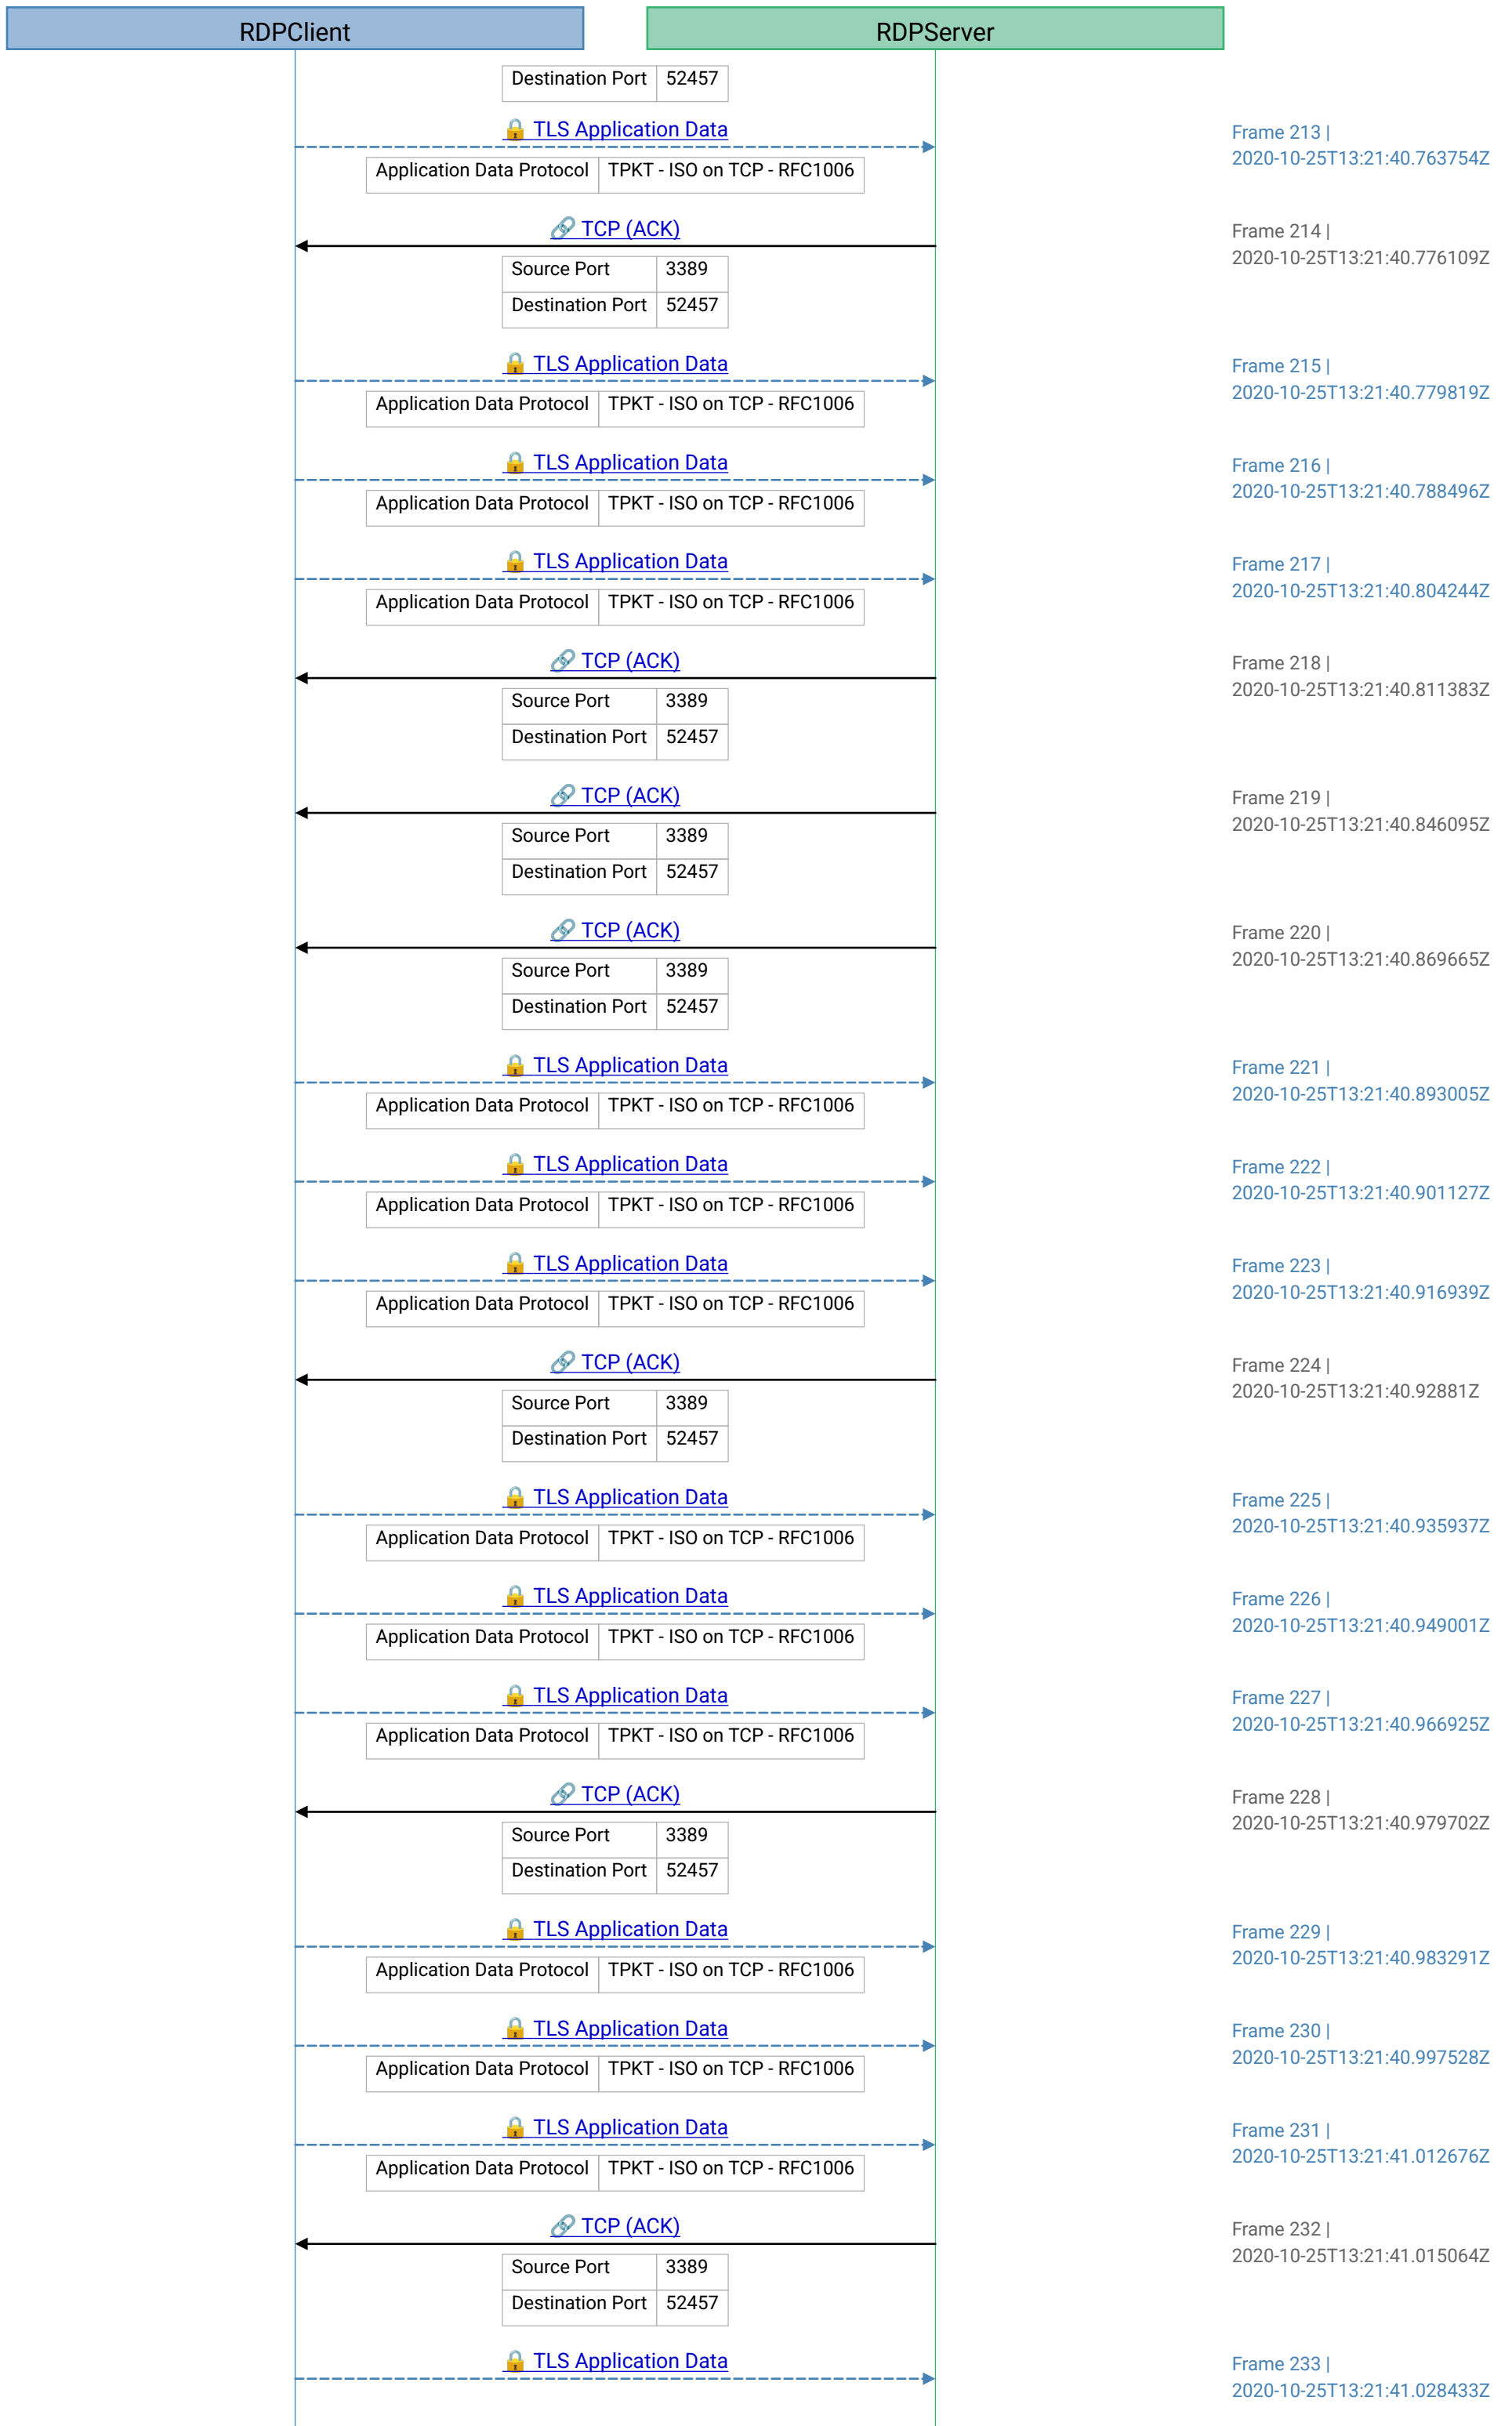 RDPClient
RDPServer
Destination Port 52457
TLS Application Data
Frame 213 |
2020-10-25T13:21:40.763754Z
Application Data Protocol TPKT - ISO on TCP - RFC1006
TCP (ACK)
Frame 214 |
2020-10-25T13:21:40.776109Z
Source Port 3389
Destination Port 52457
TLS Application Data
Frame 215 |
2020-10-25T13:21:40.779819Z
Application Data Protocol TPKT - ISO on TCP - RFC1006
TLS Application Data
Frame 216 |
2020-10-25T13:21:40.788496Z
Application Data Protocol TPKT - ISO on TCP - RFC1006
TLS Application Data
Frame 217 |
2020-10-25T13:21:40.804244Z
Application Data Protocol TPKT - ISO on TCP - RFC1006
TCP (ACK)
Frame 218 |
2020-10-25T13:21:40.811383Z
Source Port 3389
Destination Port 52457
TCP (ACK)
Frame 219 |
2020-10-25T13:21:40.846095Z
Source Port 3389
Destination Port 52457
TCP (ACK)
Frame 220 |
2020-10-25T13:21:40.869665Z
Source Port 3389
Destination Port 52457
TLS Application Data
Frame 221 |
2020-10-25T13:21:40.893005Z
Application Data Protocol TPKT - ISO on TCP - RFC1006
TLS Application Data
Frame 222 |
2020-10-25T13:21:40.901127Z
Application Data Protocol TPKT - ISO on TCP - RFC1006
TLS Application Data
Frame 223 |
2020-10-25T13:21:40.916939Z
Application Data Protocol TPKT - ISO on TCP - RFC1006
TCP (ACK)
Frame 224 |
2020-10-25T13:21:40.92881Z
Source Port 3389
Destination Port 52457
TLS Application Data
Frame 225 |
2020-10-25T13:21:40.935937Z
Application Data Protocol TPKT - ISO on TCP - RFC1006
TLS Application Data
Frame 226 |
2020-10-25T13:21:40.949001Z
Application Data Protocol TPKT - ISO on TCP - RFC1006
TLS Application Data
Frame 227 |
2020-10-25T13:21:40.966925Z
Application Data Protocol TPKT - ISO on TCP - RFC1006
TCP (ACK)
Frame 228 |
2020-10-25T13:21:40.979702Z
Source Port 3389
Destination Port 52457
TLS Application Data
Frame 229 |
2020-10-25T13:21:40.983291Z
Application Data Protocol TPKT - ISO on TCP - RFC1006
TLS Application Data
Frame 230 |
2020-10-25T13:21:40.997528Z
Application Data Protocol TPKT - ISO on TCP - RFC1006
TLS Application Data
Frame 231 |
2020-10-25T13:21:41.012676Z
Application Data Protocol TPKT - ISO on TCP - RFC1006
TCP (ACK)
Frame 232 |
2020-10-25T13:21:41.015064Z
Source Port 3389
Destination Port 52457
TLS Application Data
Frame 233 |
2020-10-25T13:21:41.028433Z